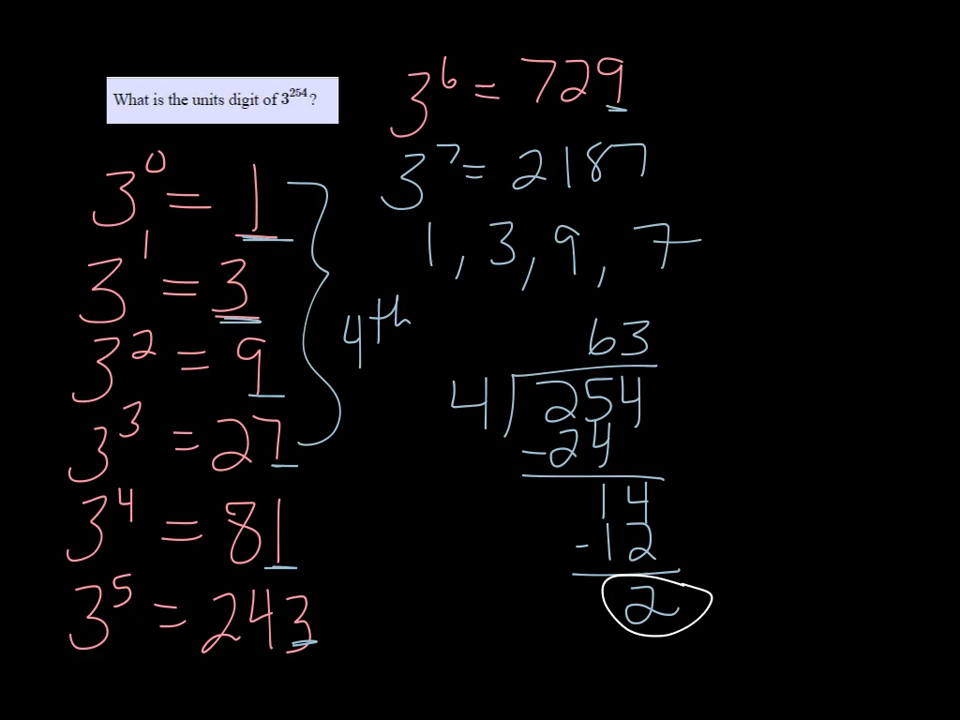 What is the units digit of 3^254?
3^0 = 1
3^1 = 3
3^2 = 9
3^3 = 27
3^4 = 81
3^5 = 243
4th
3^6 = 729
3^7 = 2187
1, 3, 9, 7
63
4 254
-24
14
-12
2